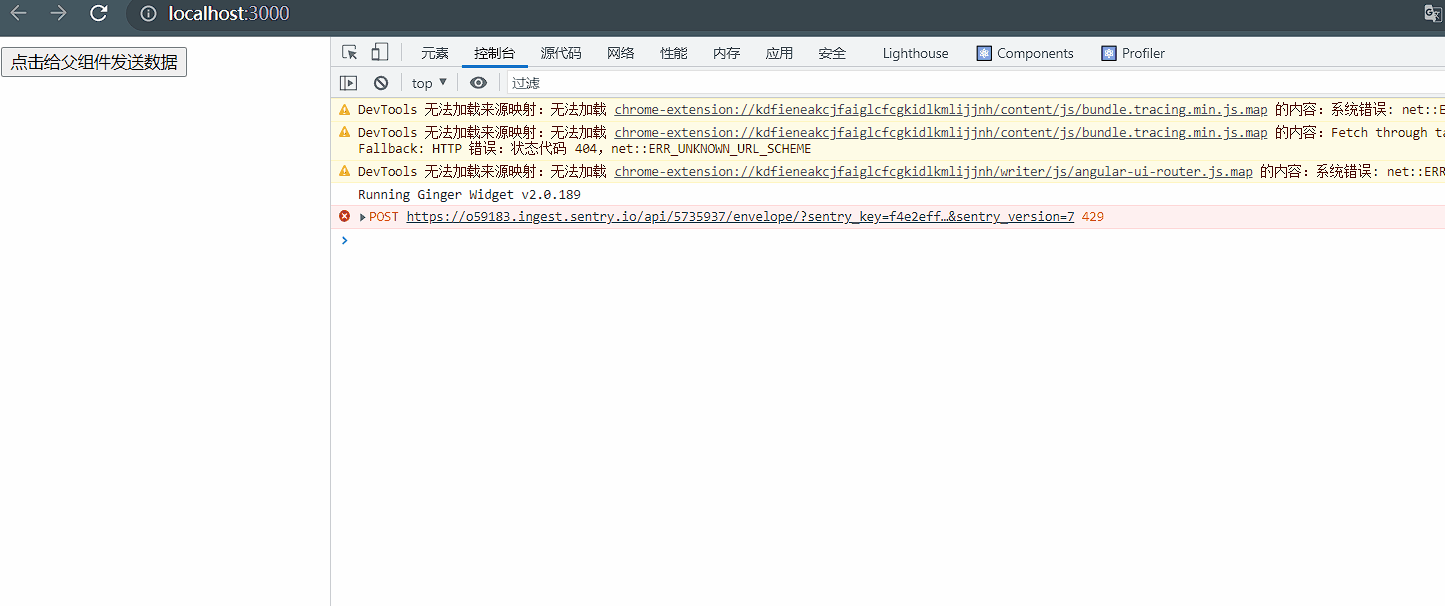 localhost:3000
点击给父组件发送数据
元素 控制台 源代码 网络 性能 内存 应用 安全 Lighthouse Components Profiler
top 过滤
DevTools 无法加载来源映射：无法加载 chrome-extension://kdfieneakcjfaiglcfcgkidlkmlijjnh/content/js/bundle.tracing.min.js.map 的内容：系统错误: net::E
DevTools 无法加载来源映射：无法加载 chrome-extension://kdfieneakcjfaiglcfcgkidlkmlijjnh/content/js/bundle.tracing.min.js.map 的内容：Fetch through ta
Fallback: HTTP 错误：状态代码 404, net::ERR_UNKNOWN_URL_SCHEME
DevTools 无法加载来源映射：无法加载 chrome-extension://kdfieneakcjfaiglcfcgkidlkmlijjnh/writer/js/angular-ui-router.js.map 的内容：系统错误: net::ERR
Running Ginger Widget v2.0.189
POST https://o59183.ingest.sentry.io/api/5735937/envelope/?sentry_key=f4e2eff…&sentry_version=7 429